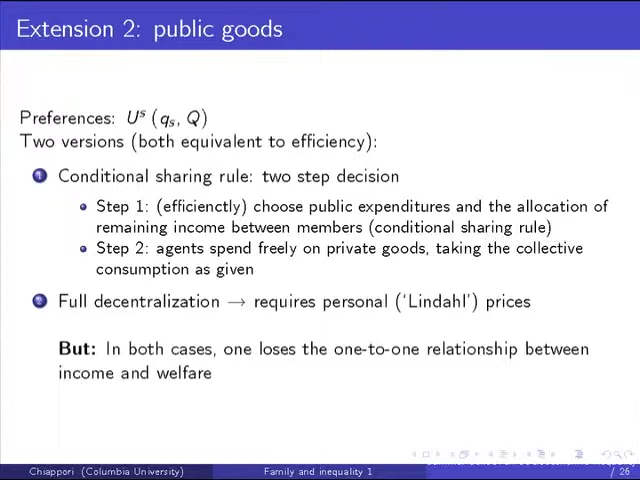 Extension 2: public goods
Preferences: Uˢ (qₛ, Q)
Two versions (both equivalent to efficiency):
1 Conditional sharing rule: two step decision
Step 1: (efficienctly) choose public expenditures and the allocation of
remaining income between members (conditional sharing rule)
Step 2: agents spend freely on private goods, taking the collective
consumption as given
2 Full decentralization → requires personal ('Lindahl') prices
But: In both cases, one loses the one-to-one relationship between
income and welfare
Chiappori (Columbia University)
Family and inequality 1
/ 26